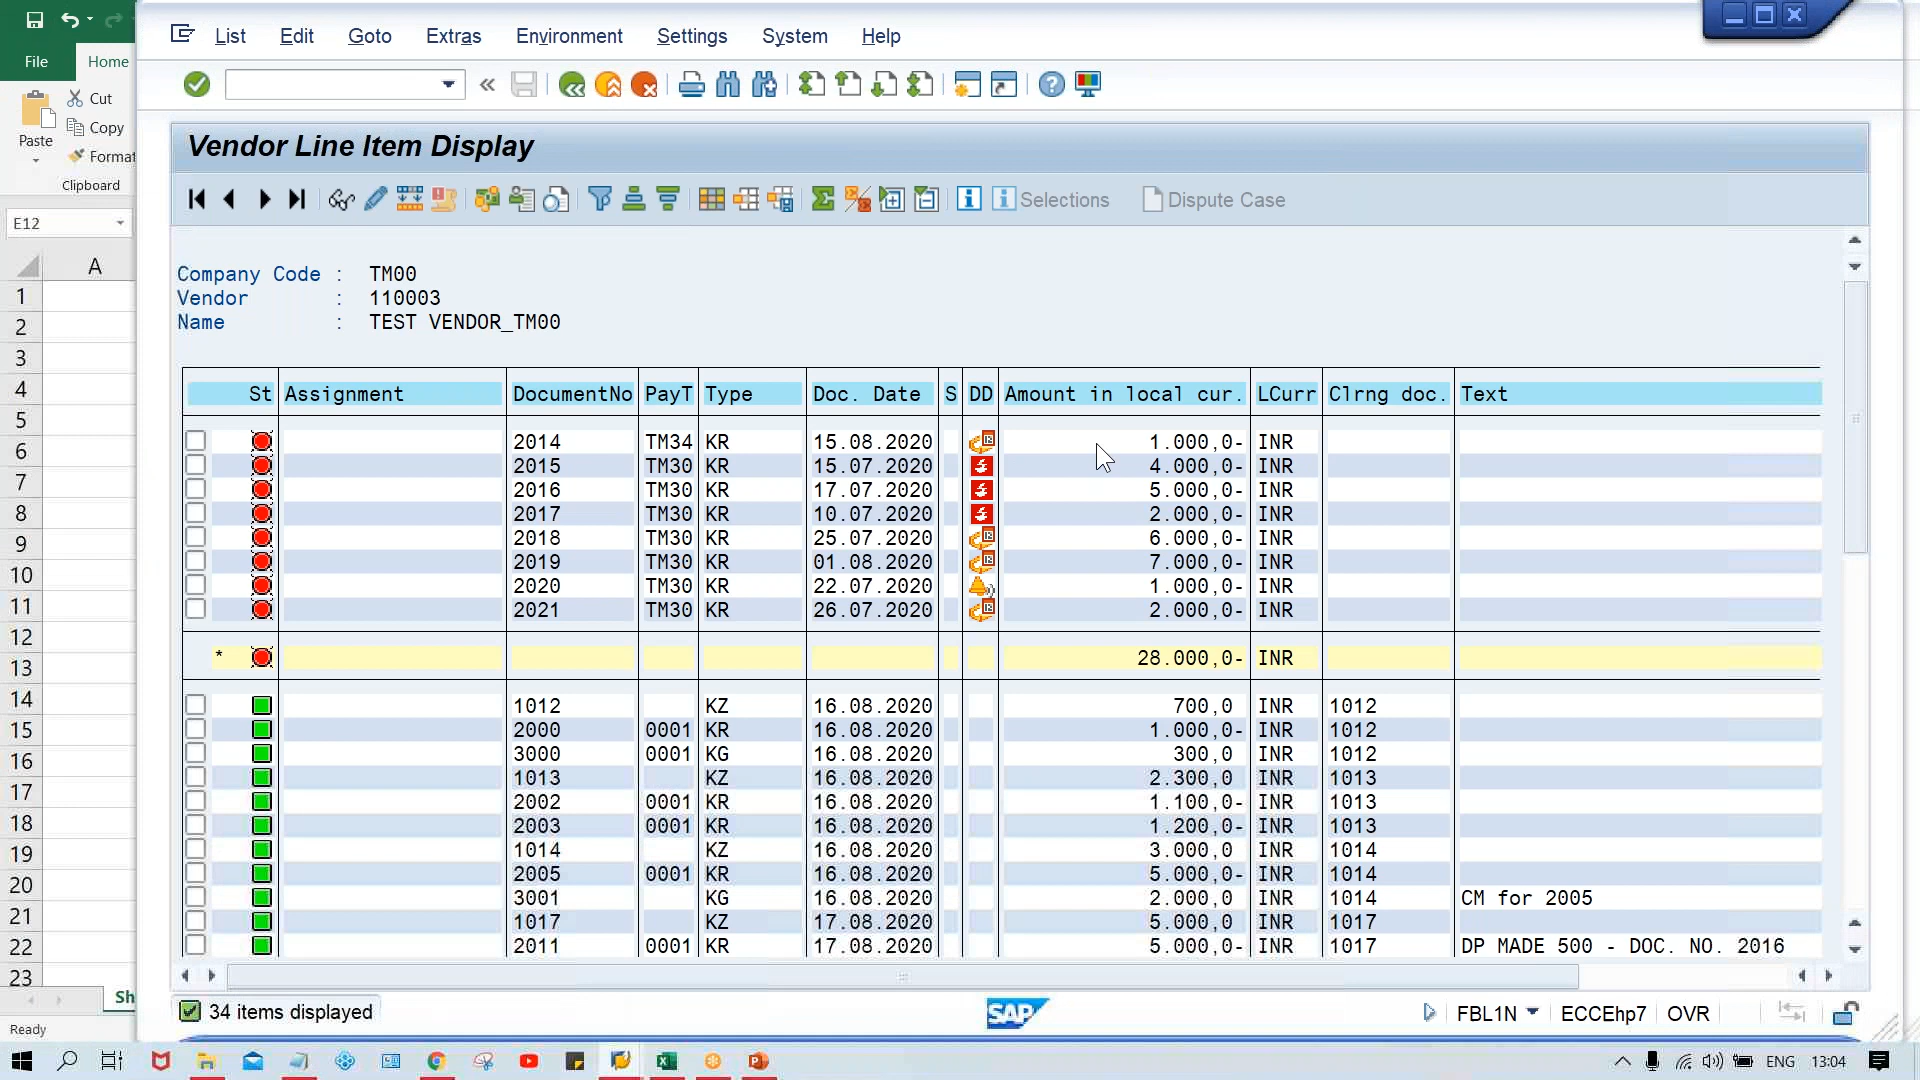 List Edit Goto Extras Environment Settings System Help
File Home
Cut
Copy
Paste
Format
Clipboard
Vendor Line Item Display
Selections Dispute Case
E12
A
Company Code : TM00
Vendor : 110003
Name : TEST VENDOR_TM00
St Assignment DocumentNo PayT Type Doc. Date S DD Amount in local cur. LCurr Clrng doc. Text
2014 TM34 KR 15.08.2020 1.000,0- INR
2015 TM30 KR 15.07.2020 4.000,0- INR
2016 TM30 KR 17.07.2020 5.000,0- INR
2017 TM30 KR 10.07.2020 2.000,0- INR
2018 TM30 KR 25.07.2020 6.000,0- INR
2019 TM30 KR 01.08.2020 7.000,0- INR
2020 TM30 KR 22.07.2020 1.000,0- INR
2021 TM30 KR 26.07.2020 2.000,0- INR
* 28.000,0- INR
1012 KZ 16.08.2020 700,0 INR 1012
2000 0001 KR 16.08.2020 1.000,0- INR 1012
3000 0001 KG 16.08.2020 300,0 INR 1012
1013 KZ 16.08.2020 2.300,0 INR 1013
2002 0001 KR 16.08.2020 1.100,0- INR 1013
2003 0001 KR 16.08.2020 1.200,0- INR 1013
1014 KZ 16.08.2020 3.000,0 INR 1014
2005 0001 KR 16.08.2020 5.000,0- INR 1014
3001 KG 16.08.2020 2.000,0 INR 1014 CM for 2005
1017 KZ 17.08.2020 5.000,0 INR 1017
2011 0001 KR 17.08.2020 5.000,0- INR 1017 DP MADE 500 - DOC. NO. 2016
1
2
3
4
5
6
7
8
9
10
11
12
13
14
15
16
17
18
19
20
21
22
23
Sh
34 items displayed SAP FBL1N ECCEhp7 OVR
Ready
ENG 13:04